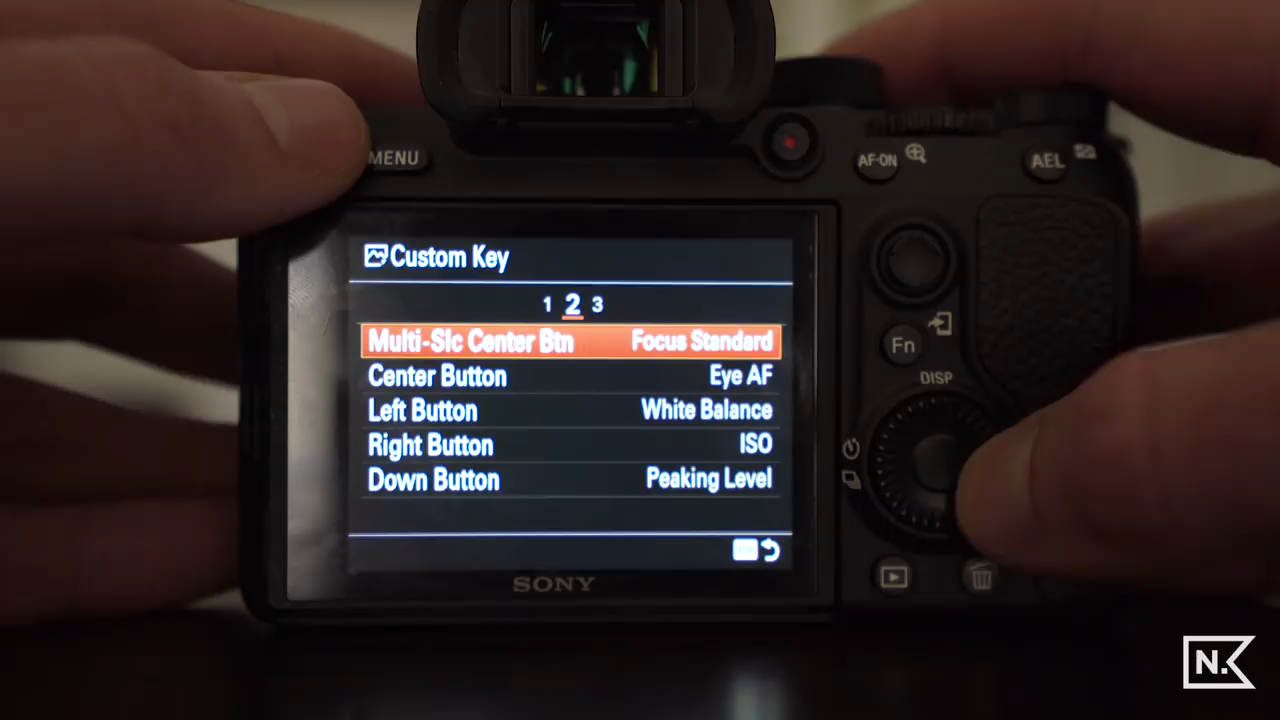 MENU
AF-ON
AEL
Custom Key
1 2 3
Multi-Slc Center Btn Focus Standard
Center Button Eye AF
Left Button White Balance
Right Button ISO
Down Button Peaking Level
Fn
DISP
SONY
N.